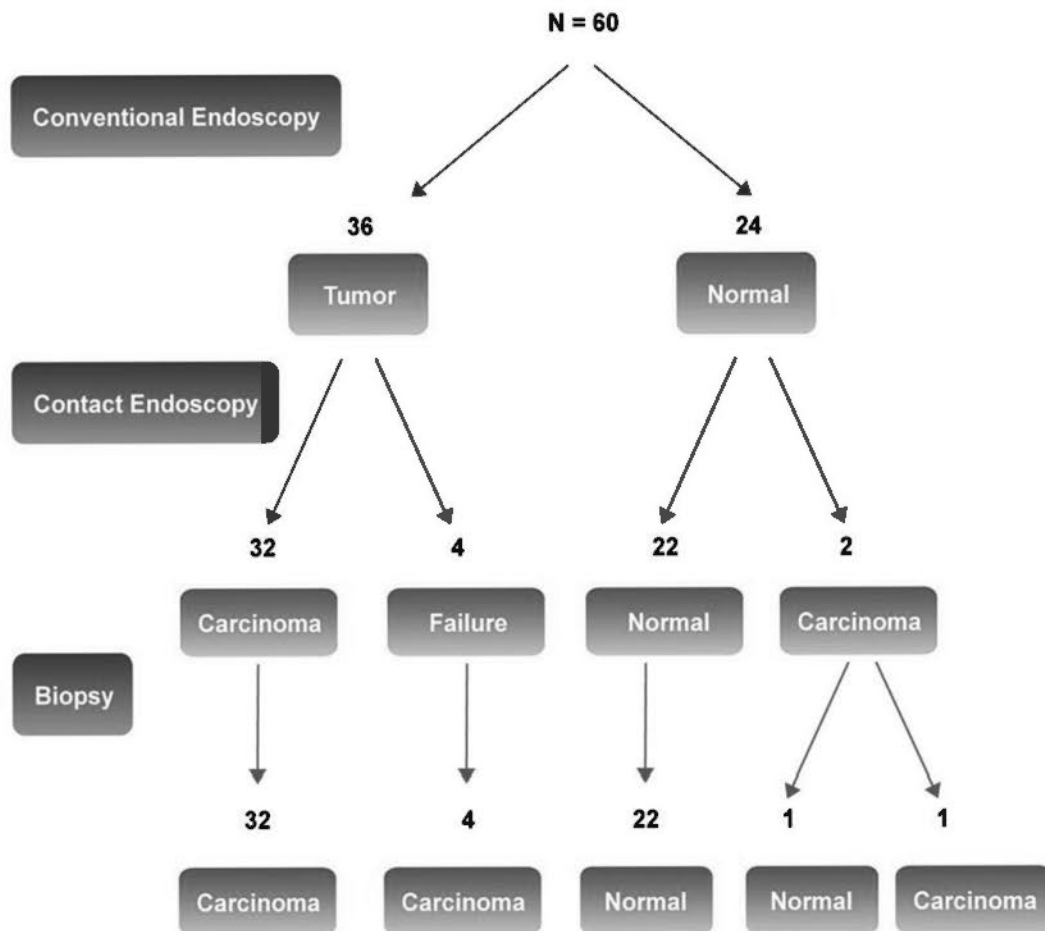 N = 60
Conventional Endoscopy
36 24
Tumor Normal
Contact Endoscopy
32 4 22 2
Carcinoma Failure Normal Carcinoma
Biopsy
32 4 22 1 1
Carcinoma Carcinoma Normal Normal Carcinoma